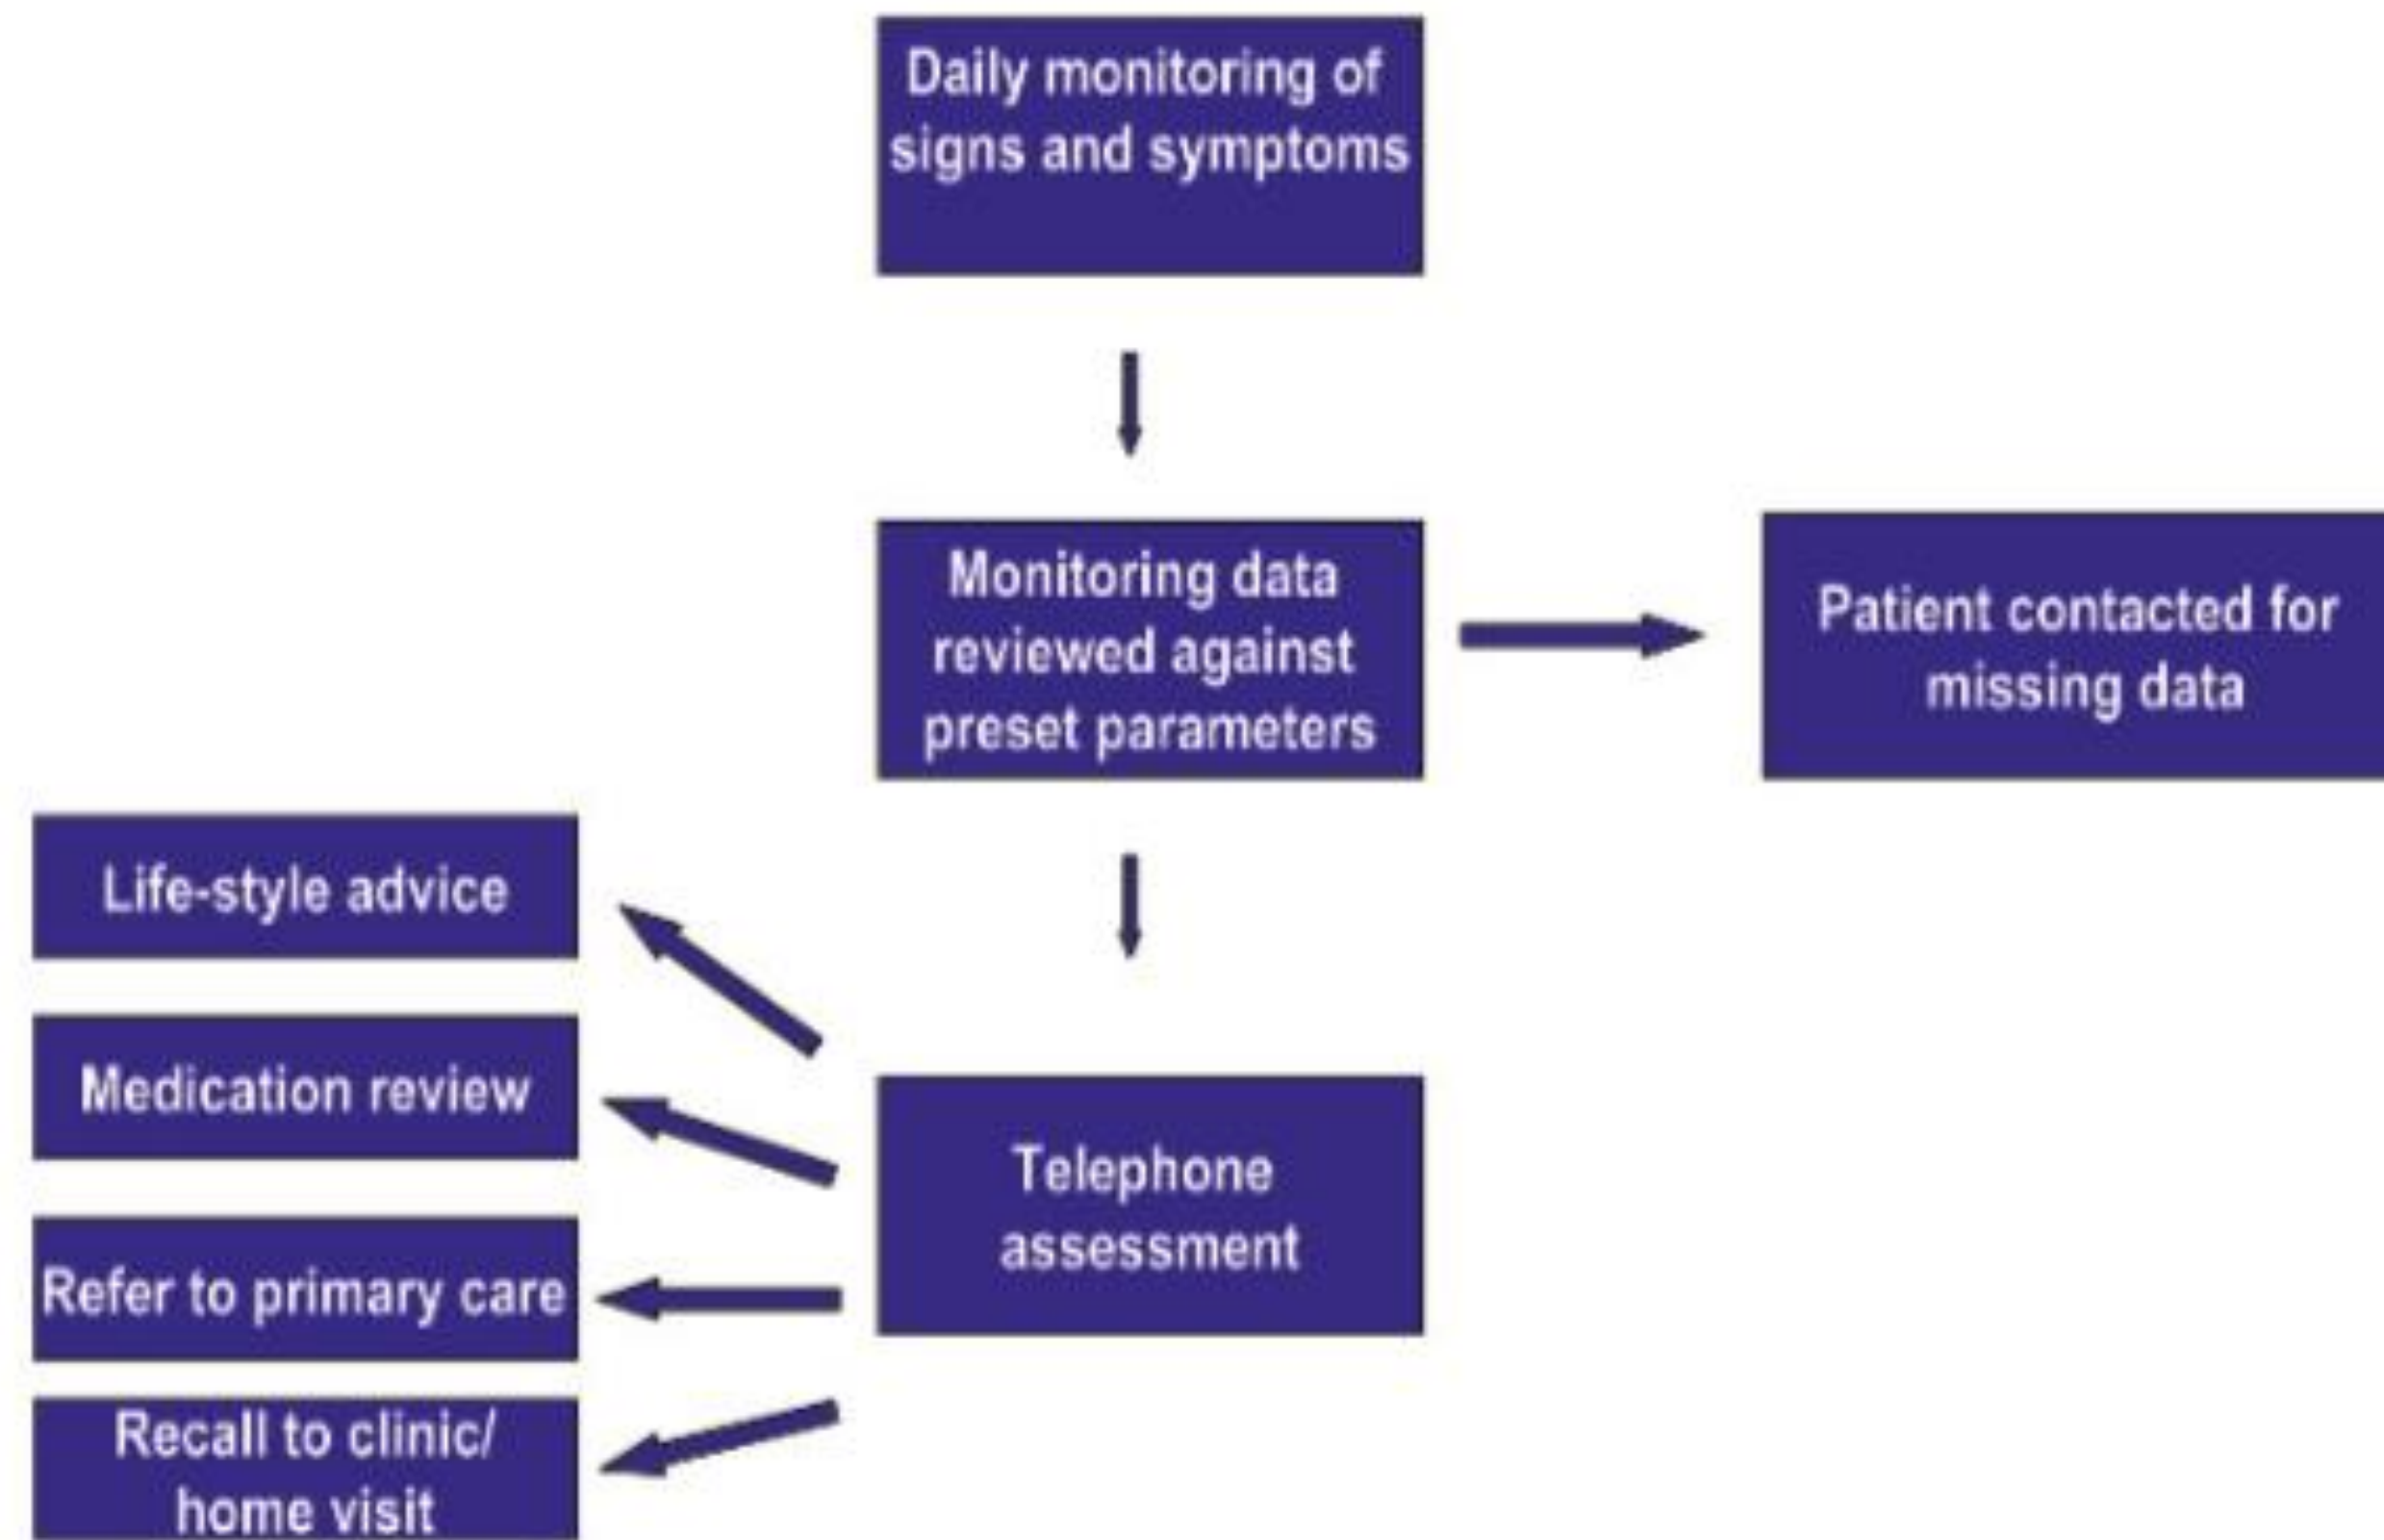 Daily monitoring of
signs and symptoms
Monitoring data
reviewed against
preset parameters
Patient contacted for
missing data
Life-style advice
Medication review
Refer to primary care
Recall to clinic/
home visit
Telephone
assessment